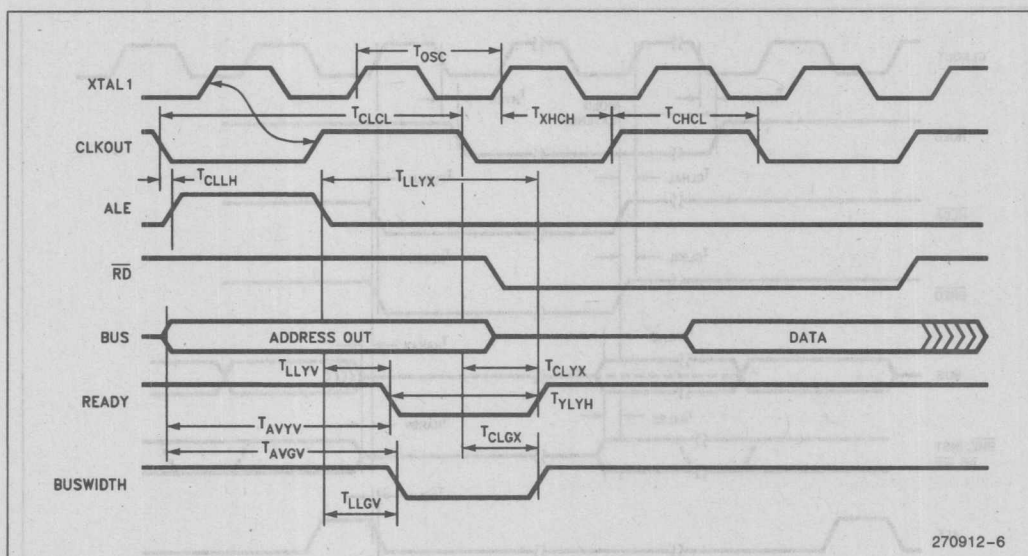 T_OSC
XTAL1
T_CLCL
T_XHCH
T_CHCL
CLKOUT
T_CLLH
T_LLYX
ALE
RD
BUS
ADDRESS OUT
DATA
T_LLYV
T_CLYX
READY
T_YLYH
T_AVYV
T_CLGX
T_AVGV
BUSWIDTH
T_LLGV
270912-6